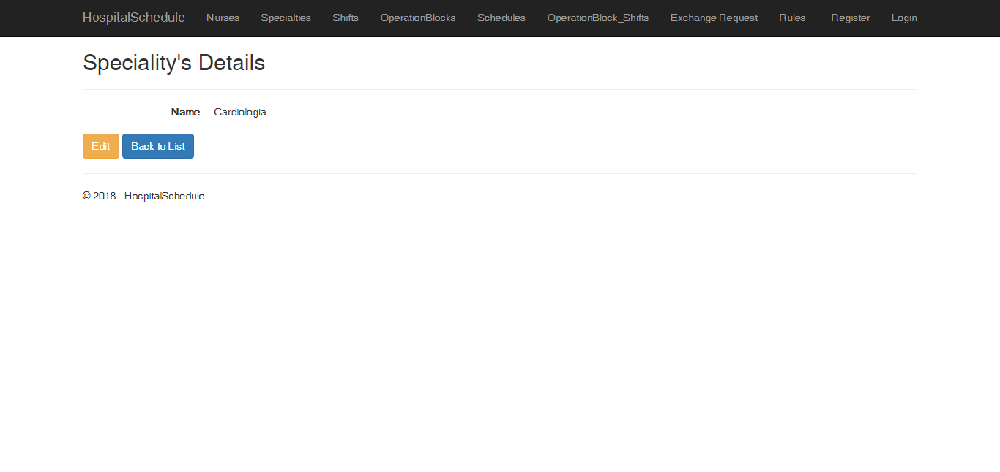 HospitalSchedule Nurses Specialties Shifts OperationBlocks Schedules OperationBlock_Shifts Exchange Request Rules Register Login
Speciality's Details
Name Cardiologia
Edit Back to List
© 2018 - HospitalSchedule